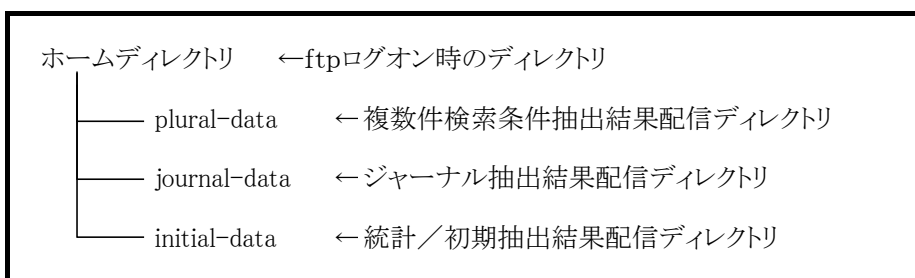 ホームディレクトリ ←ftpログオン時のディレクトリ
plural-data ←複数件検索条件抽出結果配信ディレクトリ
journal-data ←ジャーナル抽出結果配信ディレクトリ
initial-data ←統計／初期抽出結果配信ディレクトリ